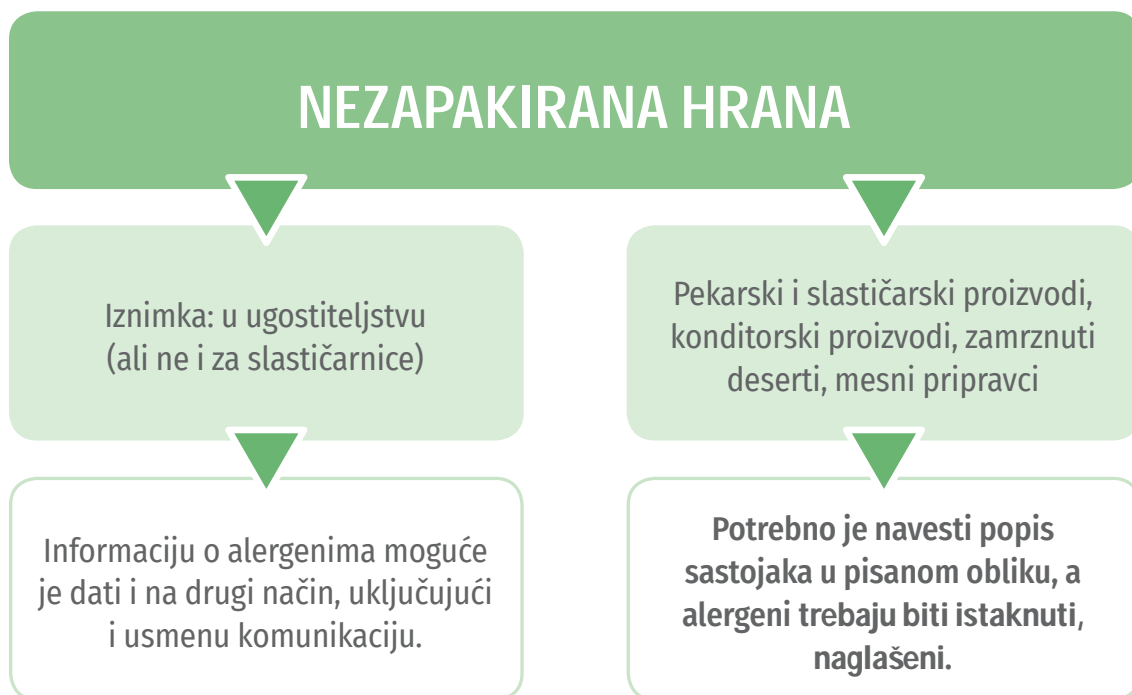 NEZAPAKIRANA HRANA
Iznimka: u ugostiteljstvu
(ali ne i za slastičarnice)
Informaciju o alergenima moguće
je dati i na drugi način, uključujući
i usmenu komunikaciju.
Pekarski i slastičarski proizvodi,
konditorski proizvodi, zamrznuti
deserti, mesni pripravci
Potrebno je navesti popis
sastojaka u pisanom obliku, a
alergeni trebaju biti istaknuti,
naglašeni.